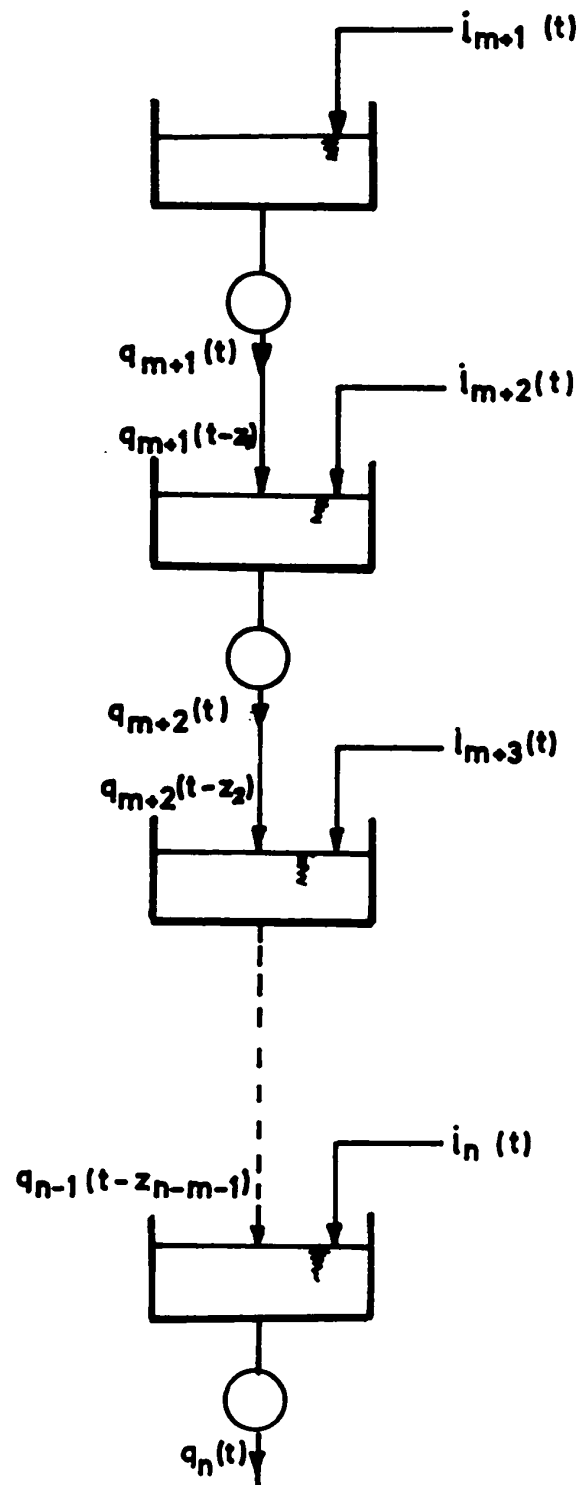 i_{m+1} (t)
q_{m+1} (t)
i_{m+2} (t)
q_{m+1} (t-z_1)
q_{m+2} (t)
i_{m+3} (t)
q_{m+2} (t-z_2)
i_n (t)
q_{n-1} (t-z_{n-m-1})
q_n (t)